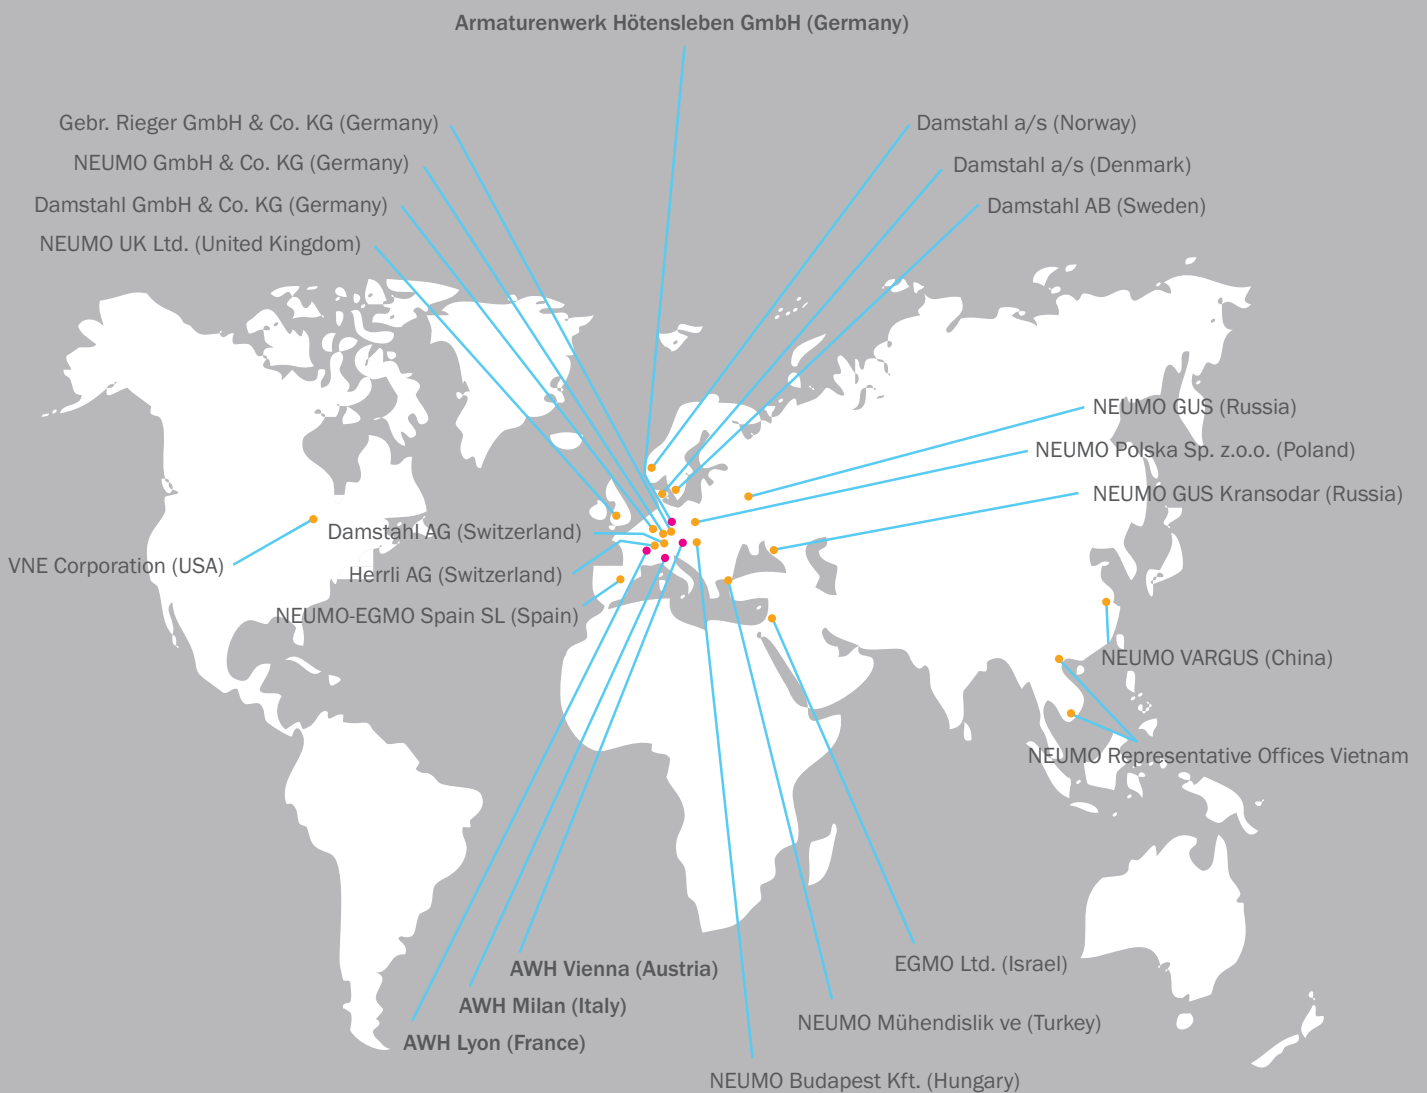 Armaturenwerk Hötensleben GmbH (Germany)
Gebr. Rieger GmbH & Co. KG (Germany)
NEUMO GmbH & Co. KG (Germany)
Damstahl GmbH & Co. KG (Germany)
NEUMO UK Ltd. (United Kingdom)
Damstahl a/s (Norway)
Damstahl a/s (Denmark)
Damstahl AB (Sweden)
NEUMO GUS (Russia)
NEUMO Polska Sp. z.o.o. (Poland)
NEUMO GUS Kransodar (Russia)
Damstahl AG (Switzerland)
VNE Corporation (USA)
Herrli AG (Switzerland)
NEUMO-EGMO Spain SL (Spain)
NEUMO VARGUS (China)
NEUMO Representative Offices Vietnam
AWH Vienna (Austria)
AWH Milan (Italy)
AWH Lyon (France)
EGMO Ltd. (Israel)
NEUMO Mühendislik ve (Turkey)
NEUMO Budapest Kft. (Hungary)